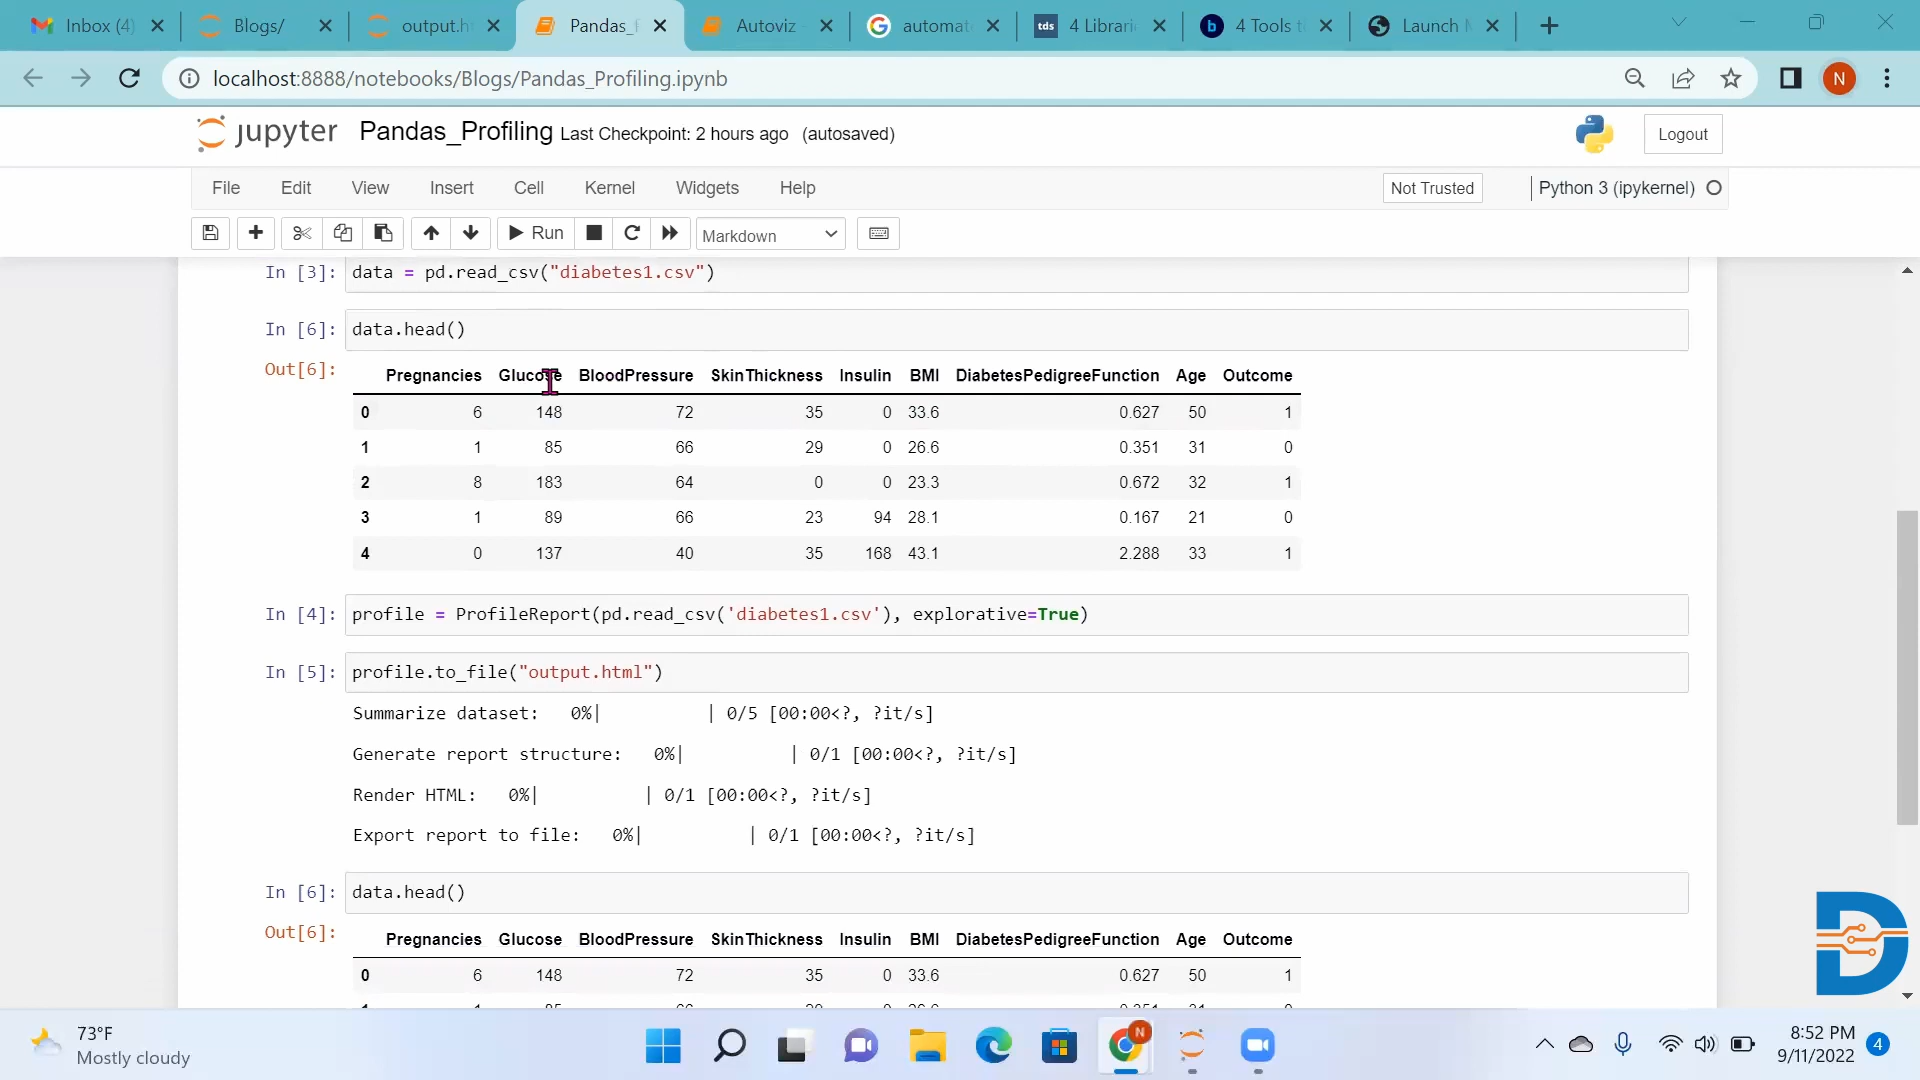 Inbox (4)
Blogs/
output.h
Pandas_f
Autoviz
automat
tds 4 Librari
b 4 Tools t
Launch M
localhost:8888/notebooks/Blogs/Pandas_Profiling.ipynb
N
jupyter Pandas_Profiling Last Checkpoint: 2 hours ago (autosaved)
Logout
File Edit View Insert Cell Kernel Widgets Help
Not Trusted
Python 3 (ipykernel)
Run
Markdown
In [3]: data = pd.read_csv("diabetes1.csv")
In [6]: data.head()
Out[6]:
Pregnancies Glucose BloodPressure SkinThickness Insulin BMI DiabetesPedigreeFunction Age Outcome
0 6 148 72 35 0 33.6 0.627 50 1
1 1 85 66 29 0 26.6 0.351 31 0
2 8 183 64 0 0 23.3 0.672 32 1
3 1 89 66 23 94 28.1 0.167 21 0
4 0 137 40 35 168 43.1 2.288 33 1
In [4]: profile = ProfileReport(pd.read_csv('diabetes1.csv'), explorative=True)
In [5]: profile.to_file("output.html")
Summarize dataset: 0%| | 0/5 [00:00<?, ?it/s]
Generate report structure: 0%| | 0/1 [00:00<?, ?it/s]
Render HTML: 0%| | 0/1 [00:00<?, ?it/s]
Export report to file: 0%| | 0/1 [00:00<?, ?it/s]
In [6]: data.head()
Out[6]:
Pregnancies Glucose BloodPressure SkinThickness Insulin BMI DiabetesPedigreeFunction Age Outcome
0 6 148 72 35 0 33.6 0.627 50 1
73°F
Mostly cloudy
N
8:52 PM
9/11/2022
4